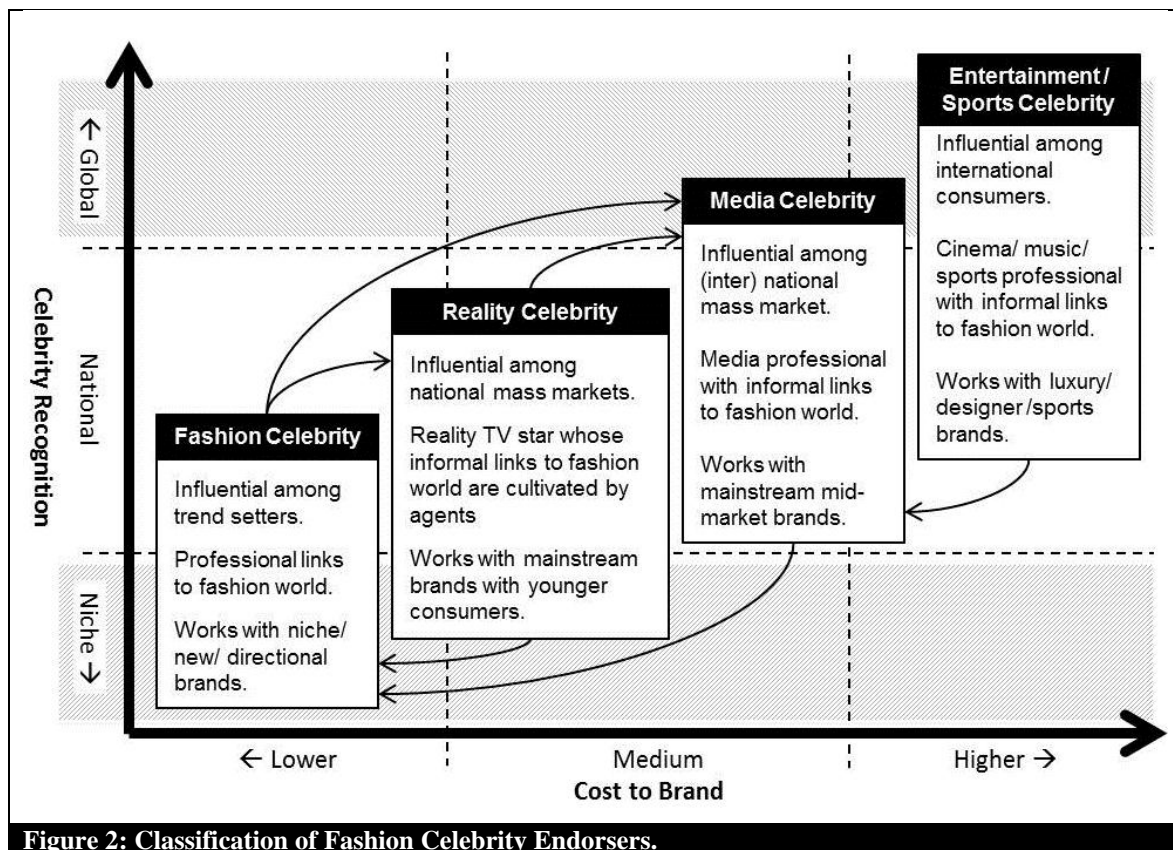 Entertainment /
Sports Celebrity
Influential among
international
consumers.
Cinema/ music/
sports professional
with informal links
to fashion world.
Works with luxury/
designer /sports
brands.
Media Celebrity
Influential among
(inter) national
mass market.
Media professional
with informal links
to fashion world.
Works with
mainstream mid-
market brands.
Reality Celebrity
Influential among
national mass markets.
Reality TV star whose
informal links to fashion
world are cultivated by
agents
Works with mainstream
brands with younger
consumers.
Fashion Celebrity
Influential among
trend setters.
Professional links
to fashion world.
Works with niche/
new/ directional
brands.
Celebrity Recognition
← Global
National
Niche →
← Lower
Medium
Higher →
Cost to Brand
Figure 2: Classification of Fashion Celebrity Endorsers.